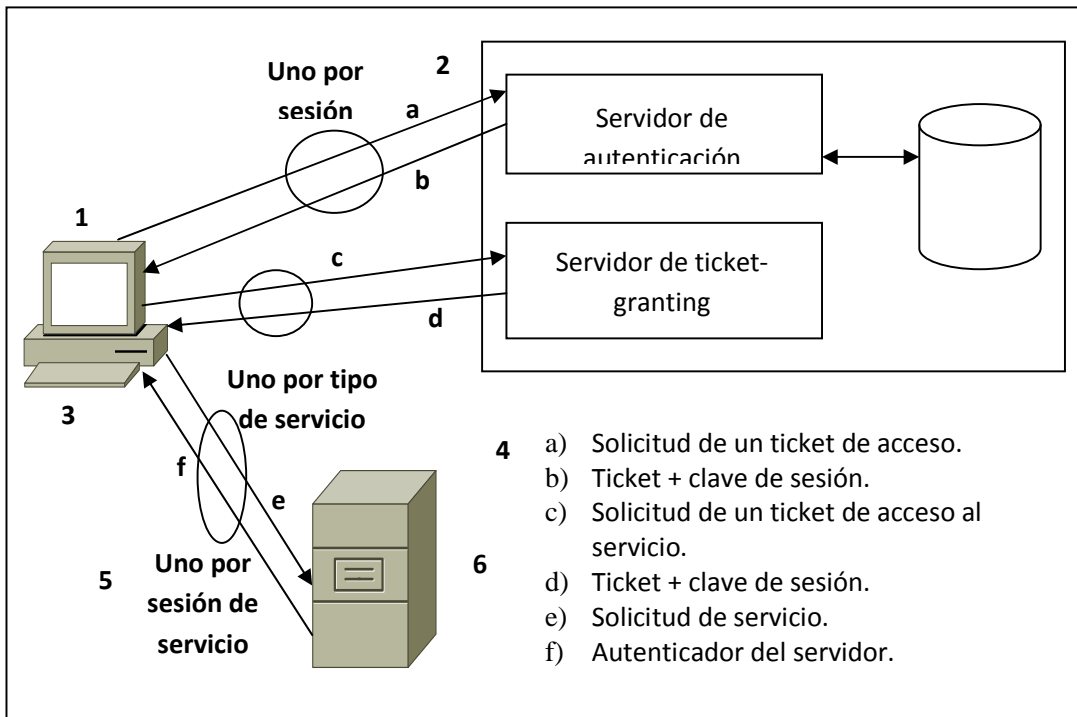 Uno por
sesión
2
a
b
Servidor de
autenticación
1
c
d
Servidor de ticket-
granting
Uno por tipo
de servicio
3
f
e
Uno por
sesión de
servicio
5
6
4
a) Solicitud de un ticket de acceso.
b) Ticket + clave de sesión.
c) Solicitud de un ticket de acceso al
servicio.
d) Ticket + clave de sesión.
e) Solicitud de servicio.
f) Autenticador del servidor.